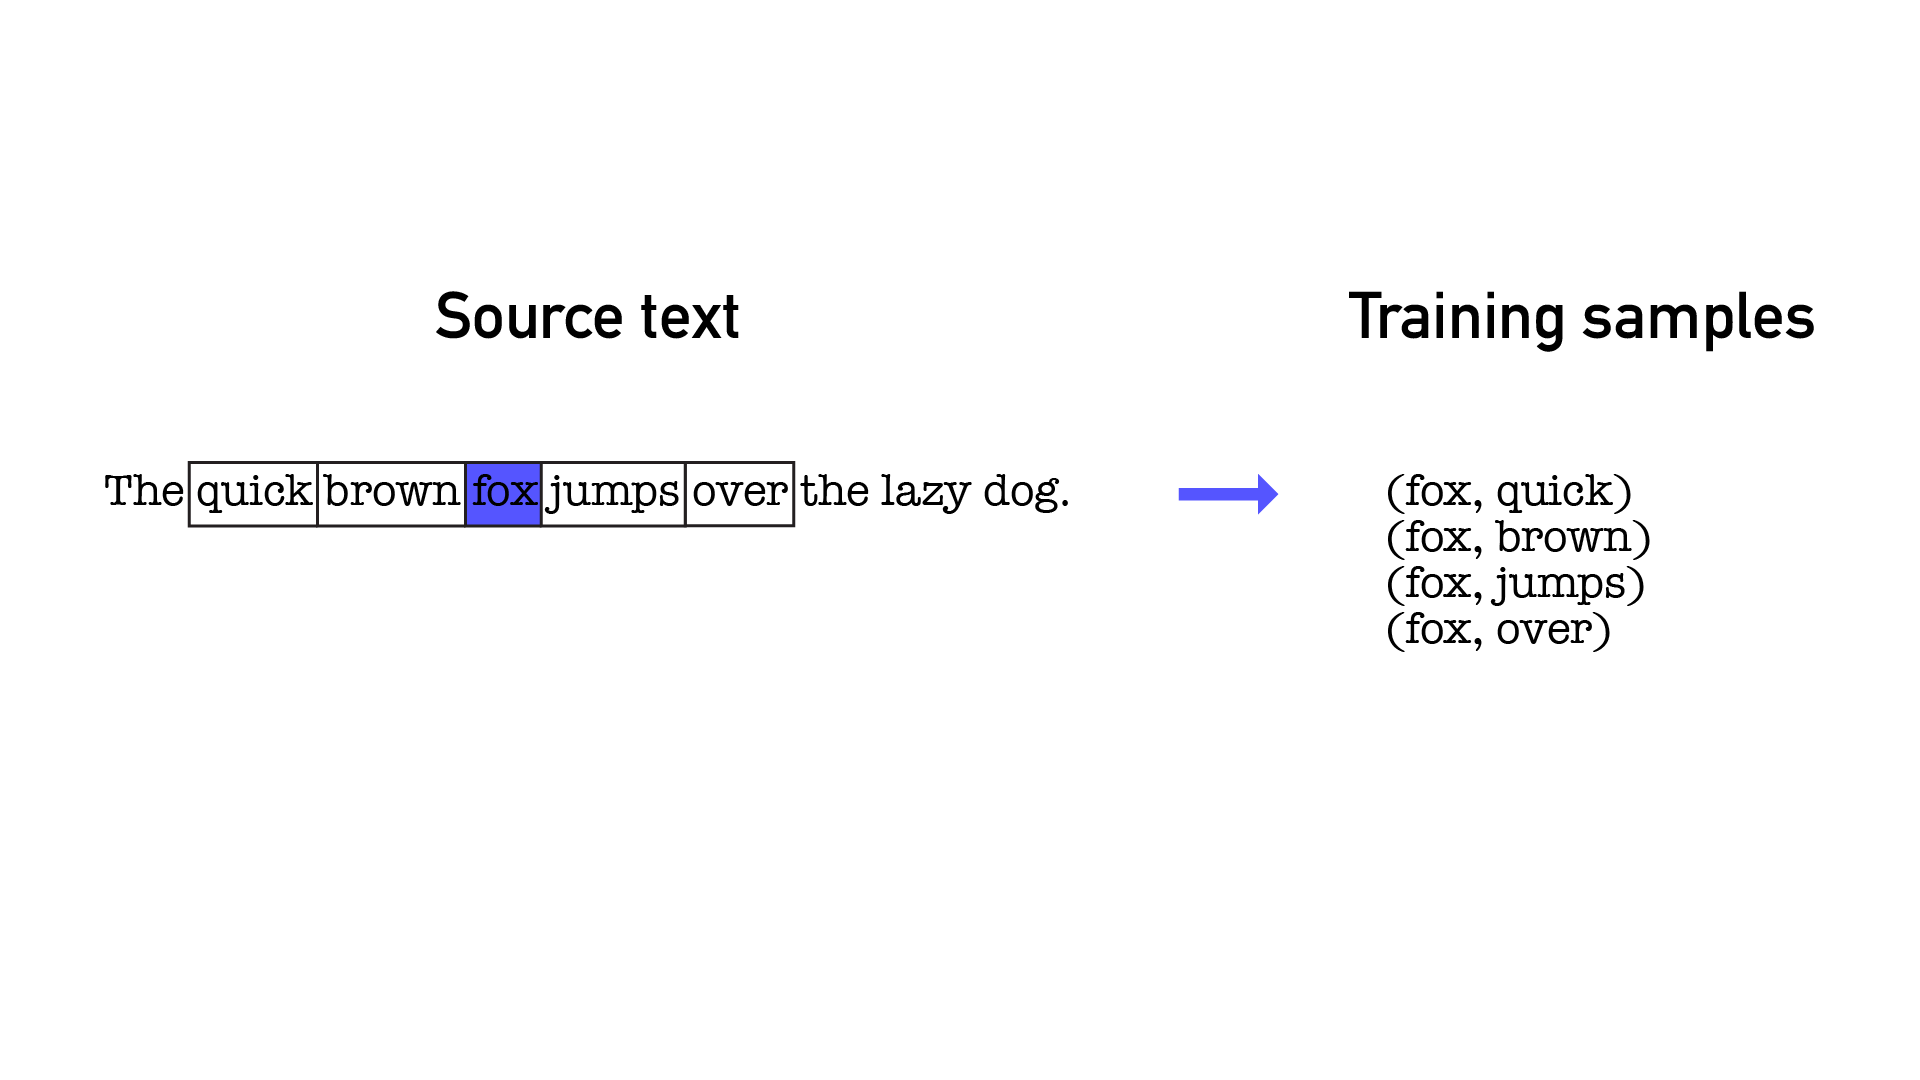 Source text
Training samples
The quick brown fox jumps over the lazy dog.
(fox, quick)
(fox, brown)
(fox, jumps)
(fox, over)